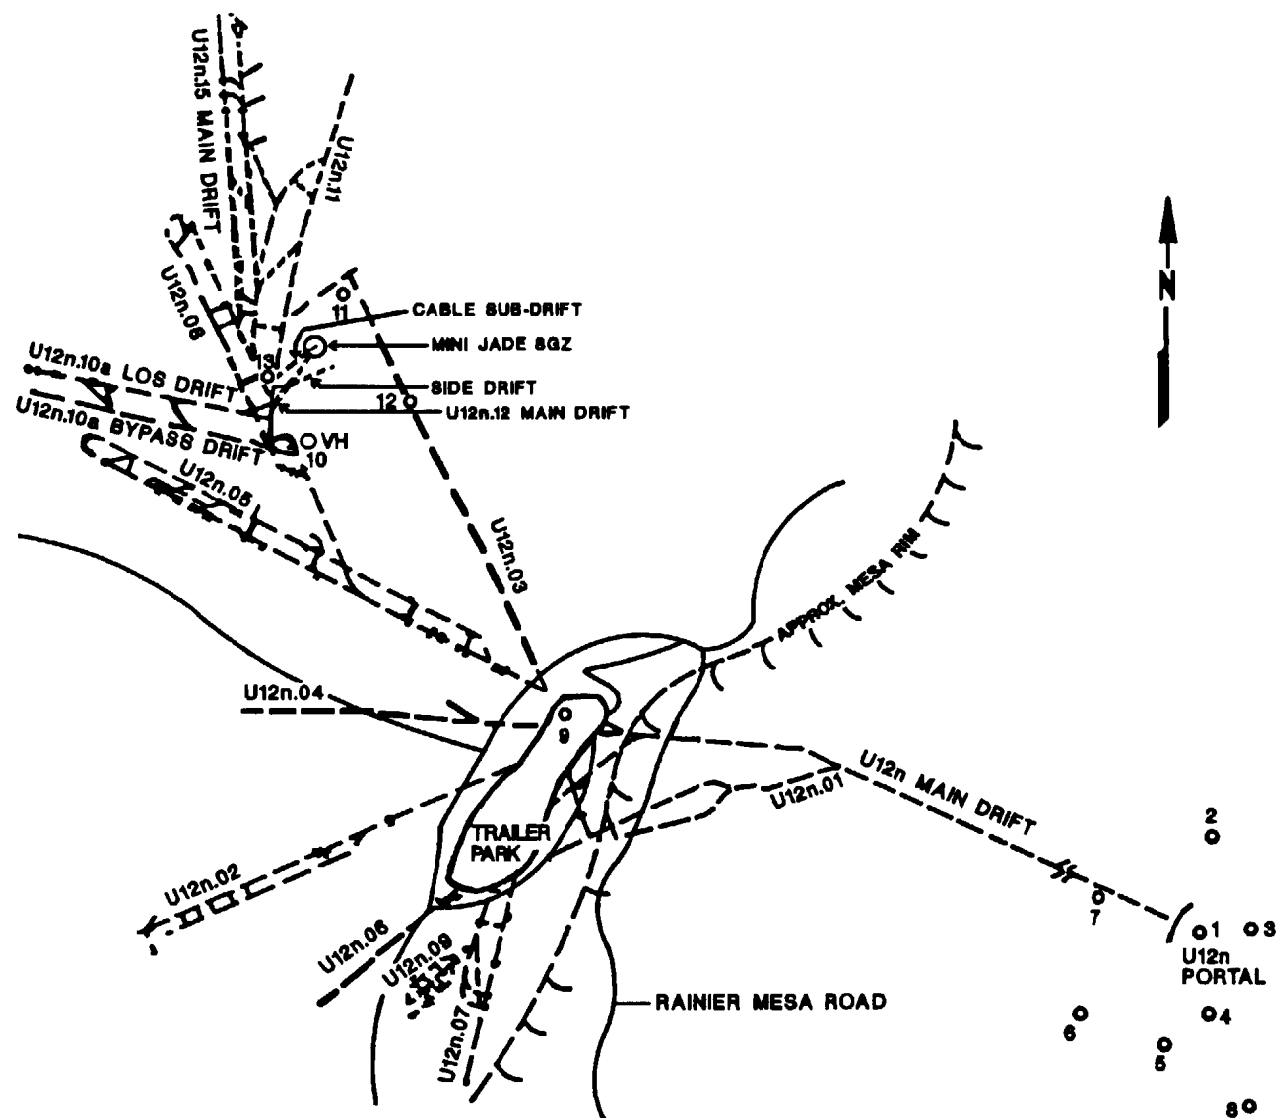 U12n.15 MAIN DRIFT
U12n.11
U12n.08
11
CABLE SUB-DRIFT
MINI JADE SGZ
13
SIDE DRIFT
12
U12n.12 MAIN DRIFT
U12n.10a LOS DRIFT
U12n.10a BYPASS DRIFT
VH
10
U12n.05
N
U12n.03
APPROX. MESA RIM
U12n.04
9
U12n MAIN DRIFT
U12n.01
2
TRAILER
PARK
U12n.02
7
1
3
U12n
PORTAL
U12n.06
U12n.09
U12n.07
RAINIER MESA ROAD
4
6
5
8